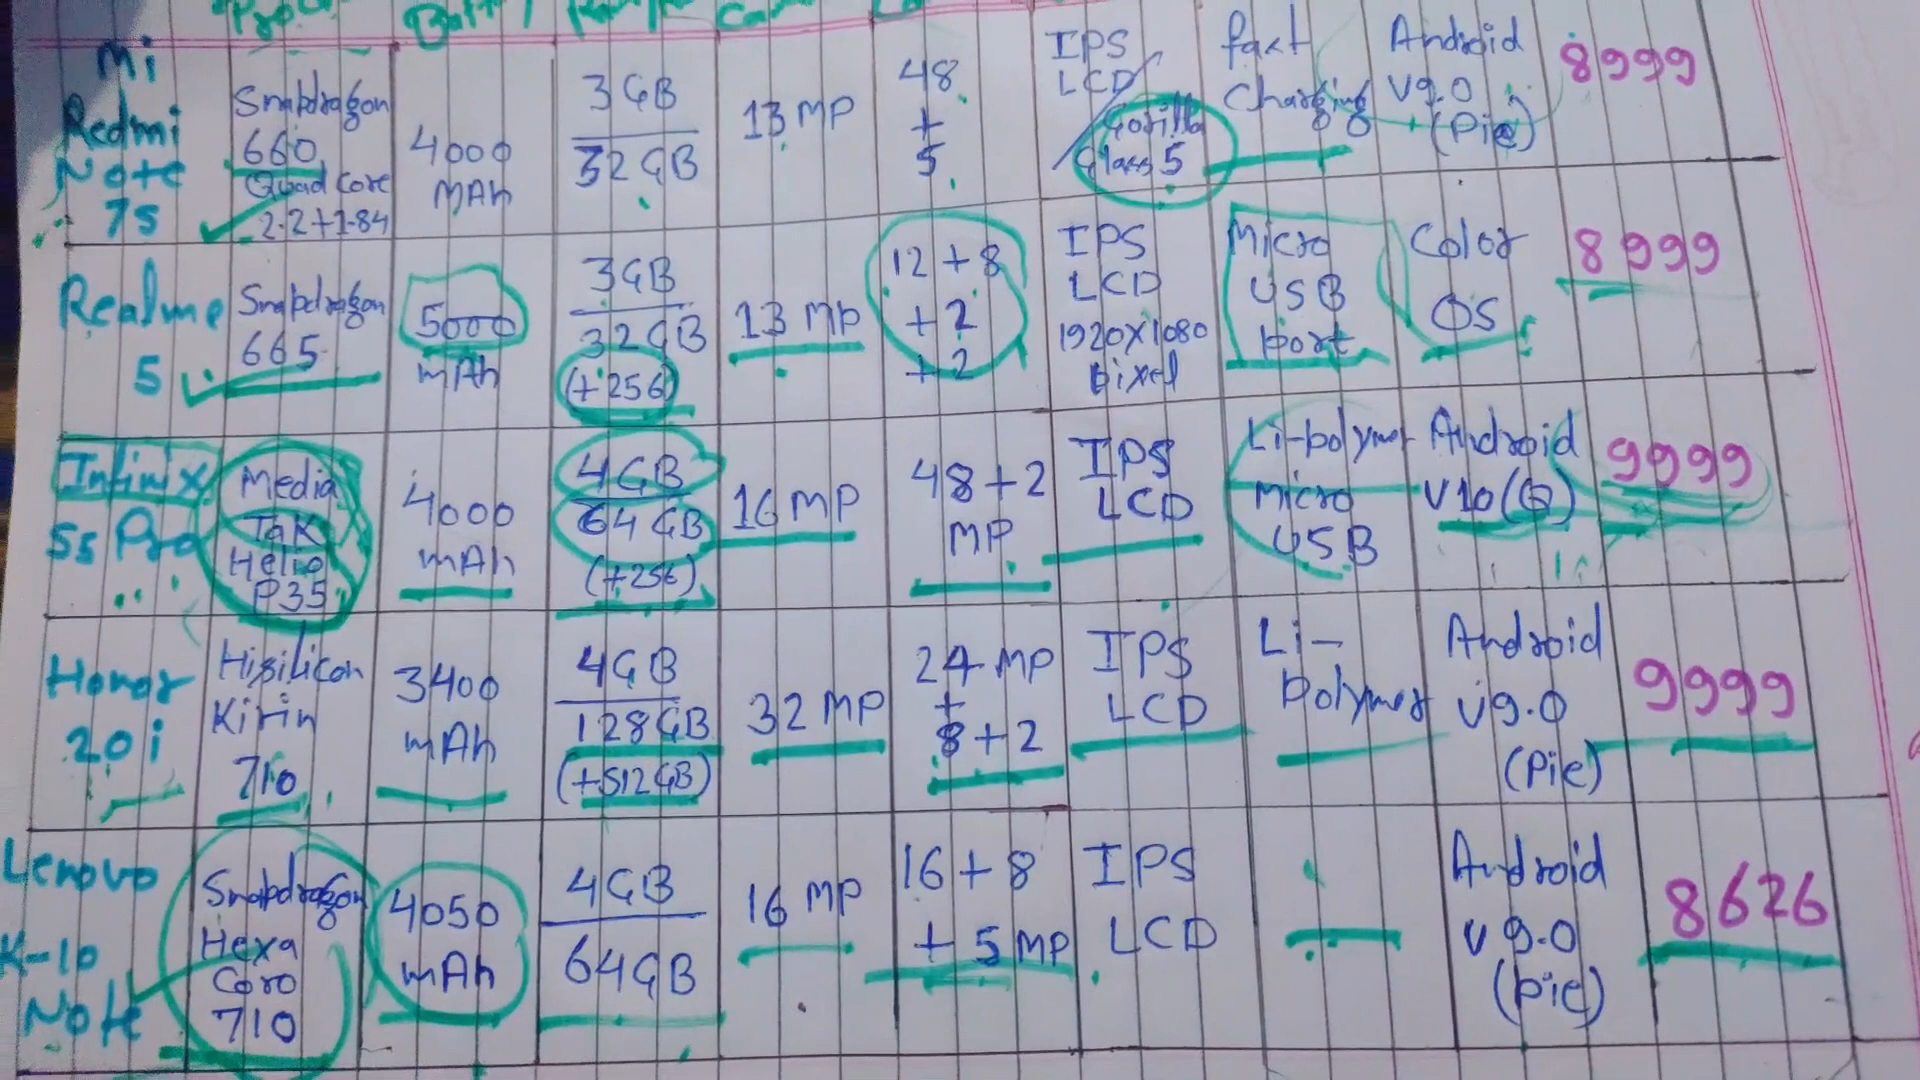 Mi Redmi Note 7S
Snapdragon 660 Quad Core 2.2+1.84
4000 MAh
3GB
32GB
13 MP
48 + 5
IPS LCD / Gorilla Glass 5
fast Charging
Android V9.0 (Pie)
8999
Realme 5
Snapdragon 665
5000 mAh
3GB
32GB (+256)
13 MP
12 + 8 + 2 + 2
IPS LCD 1920X1080 pixel
Micro USB port
Color OS
8999
Infinix S5 Pro
Media Tak Helio P35
4000 mAh
4GB
64GB (+256)
16 MP
48+2 MP
IPS LCD
Li-polymer Micro USB
Android V10(Q)
9999
Honor 20i
Hisilicon Kirin 710
3400 mAh
4GB
128GB (+512GB)
32 MP
24 MP + 8+2
IPS LCD
Li-polymer
Android V9.0 (Pie)
9999
Lenovo K-10 Note
Snapdragon Hexa Coro 710
4050 mAh
4GB
64GB
16 MP
16 + 8 + 5 MP
IPS LCD
-
Android V9.0 (pie)
8626